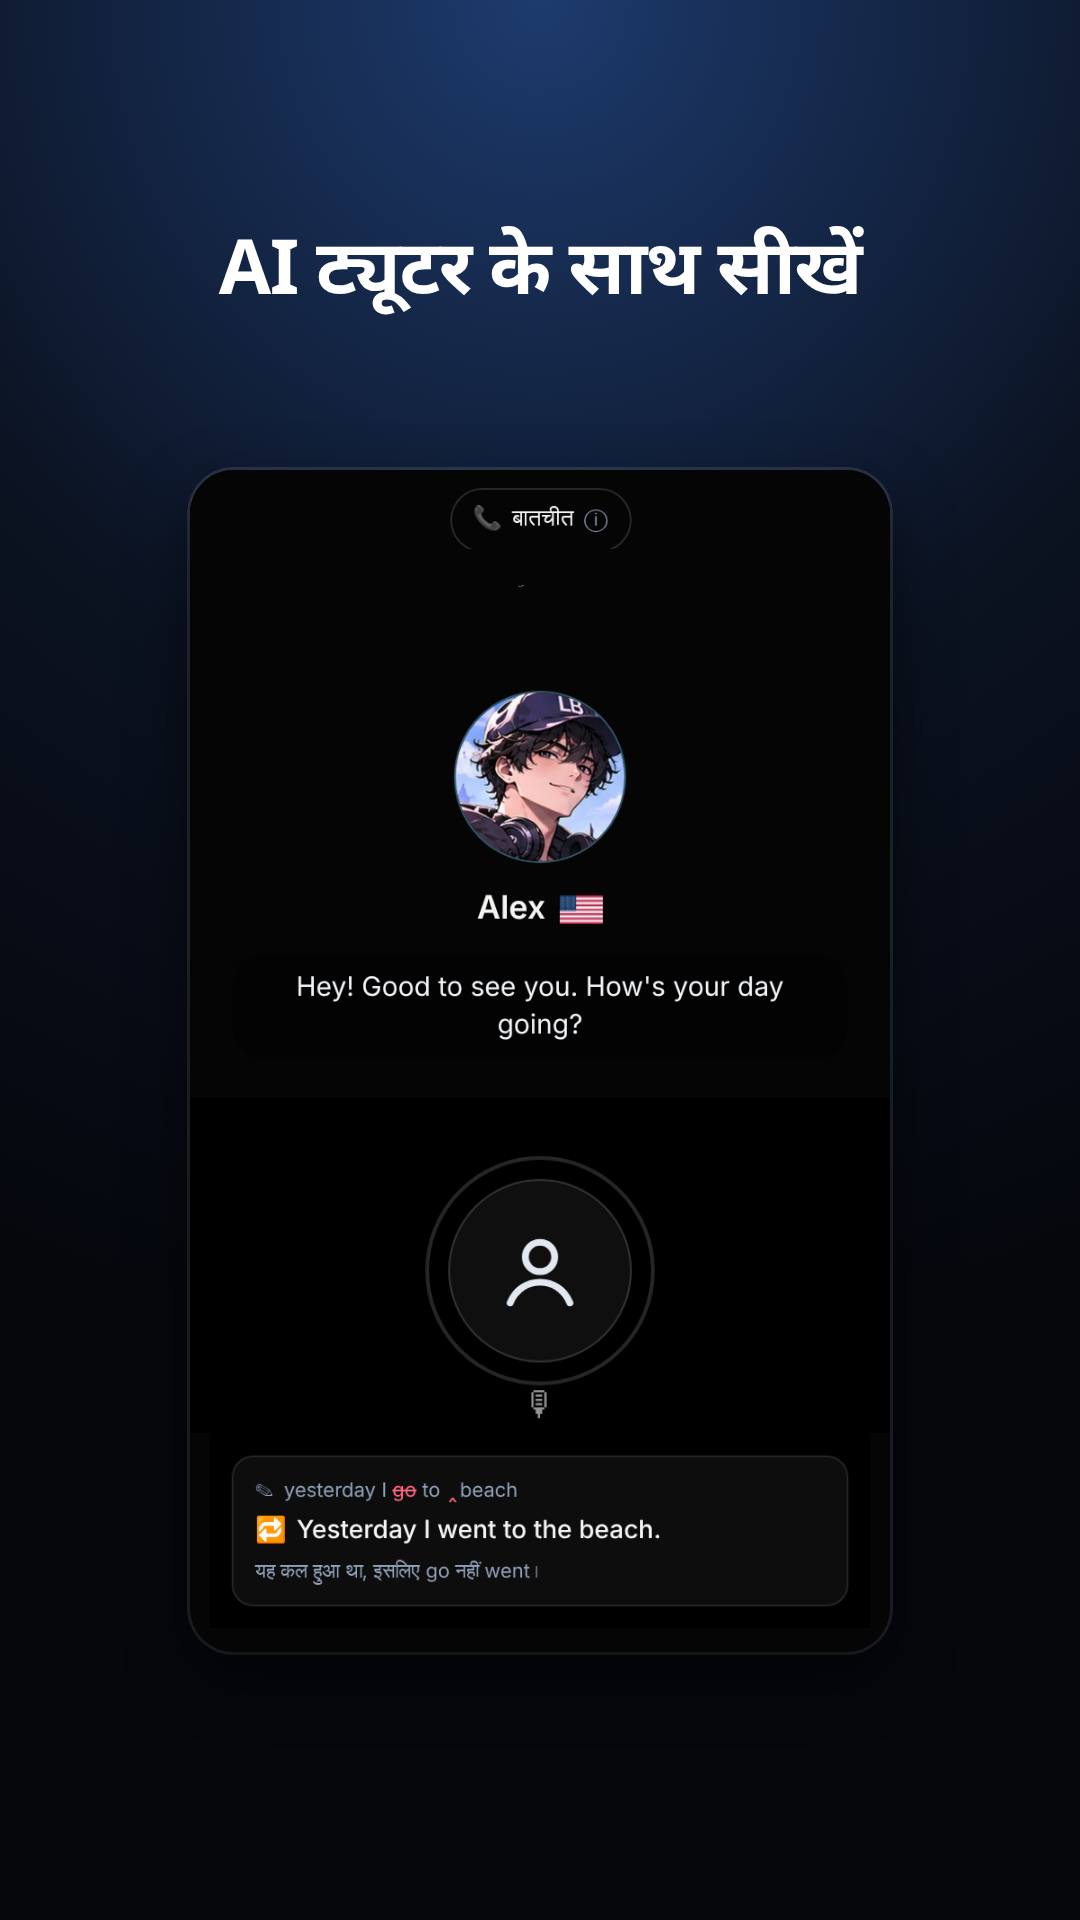 AI ट्यूटर के साथ सीखें
📞 बातचीत ⓘ
LB
Alex 🇺🇸
Hey! Good to see you. How's your day
going?
✎ yesterday I go to ‸beach
🔁 Yesterday I went to the beach.
यह कल हुआ था, इसलिए go नहीं went।